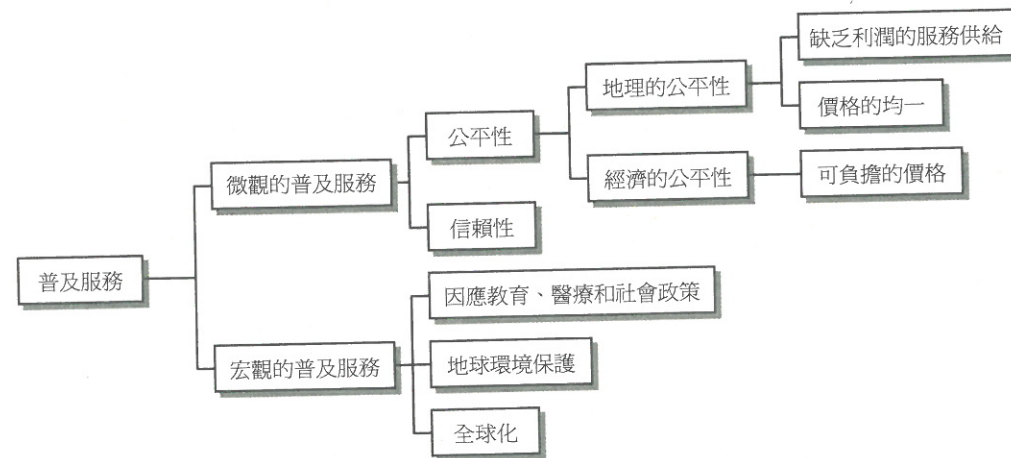 普及服務
微觀的普及服務
公平性
地理的公平性
缺乏利潤的服務供給
價格的均一
經濟的公平性
可負擔的價格
信賴性
宏觀的普及服務
因應教育、醫療和社會政策
地球環境保護
全球化